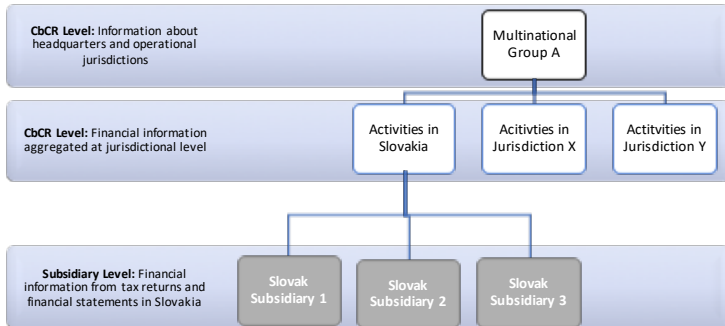 CbCR Level: Information about
headquarters and operational
jurisdictions
Multinational
Group A
CbCR Level: Financial information
aggregated at jurisdictional level
Activities in
Slovakia
Acitivties in
Jurisdiction X
Actitvities in
Jurisdiction Y
Subsidiary Level: Financial
information from tax returns and
financial statements in Slovakia
Slovak
Subsidiary 1
Slovak
Subsidiary 2
Slovak
Subsidiary 3